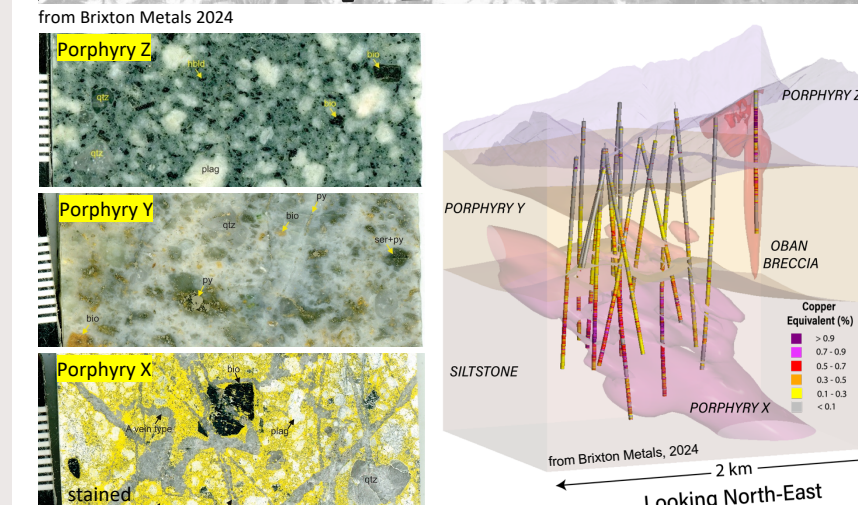 from Brixton Metals 2024
Porphyry Z
hbld
bio
qtz
bio
qtz
plag
Porphyry Y
py
bio
qtz
ser+py
py
bio
Porphyry X
bio
A vein type
plag
qtz
stained
PORPHYRY Z
PORPHYRY Y
OBAN
BRECCIA
Copper
Equivalent (%)
> 0.9
0.7 - 0.9
0.5 - 0.7
0.3 - 0.5
0.1 - 0.3
< 0.1
SILTSTONE
PORPHYRY X
from Brixton Metals, 2024
2 km
Looking North-East